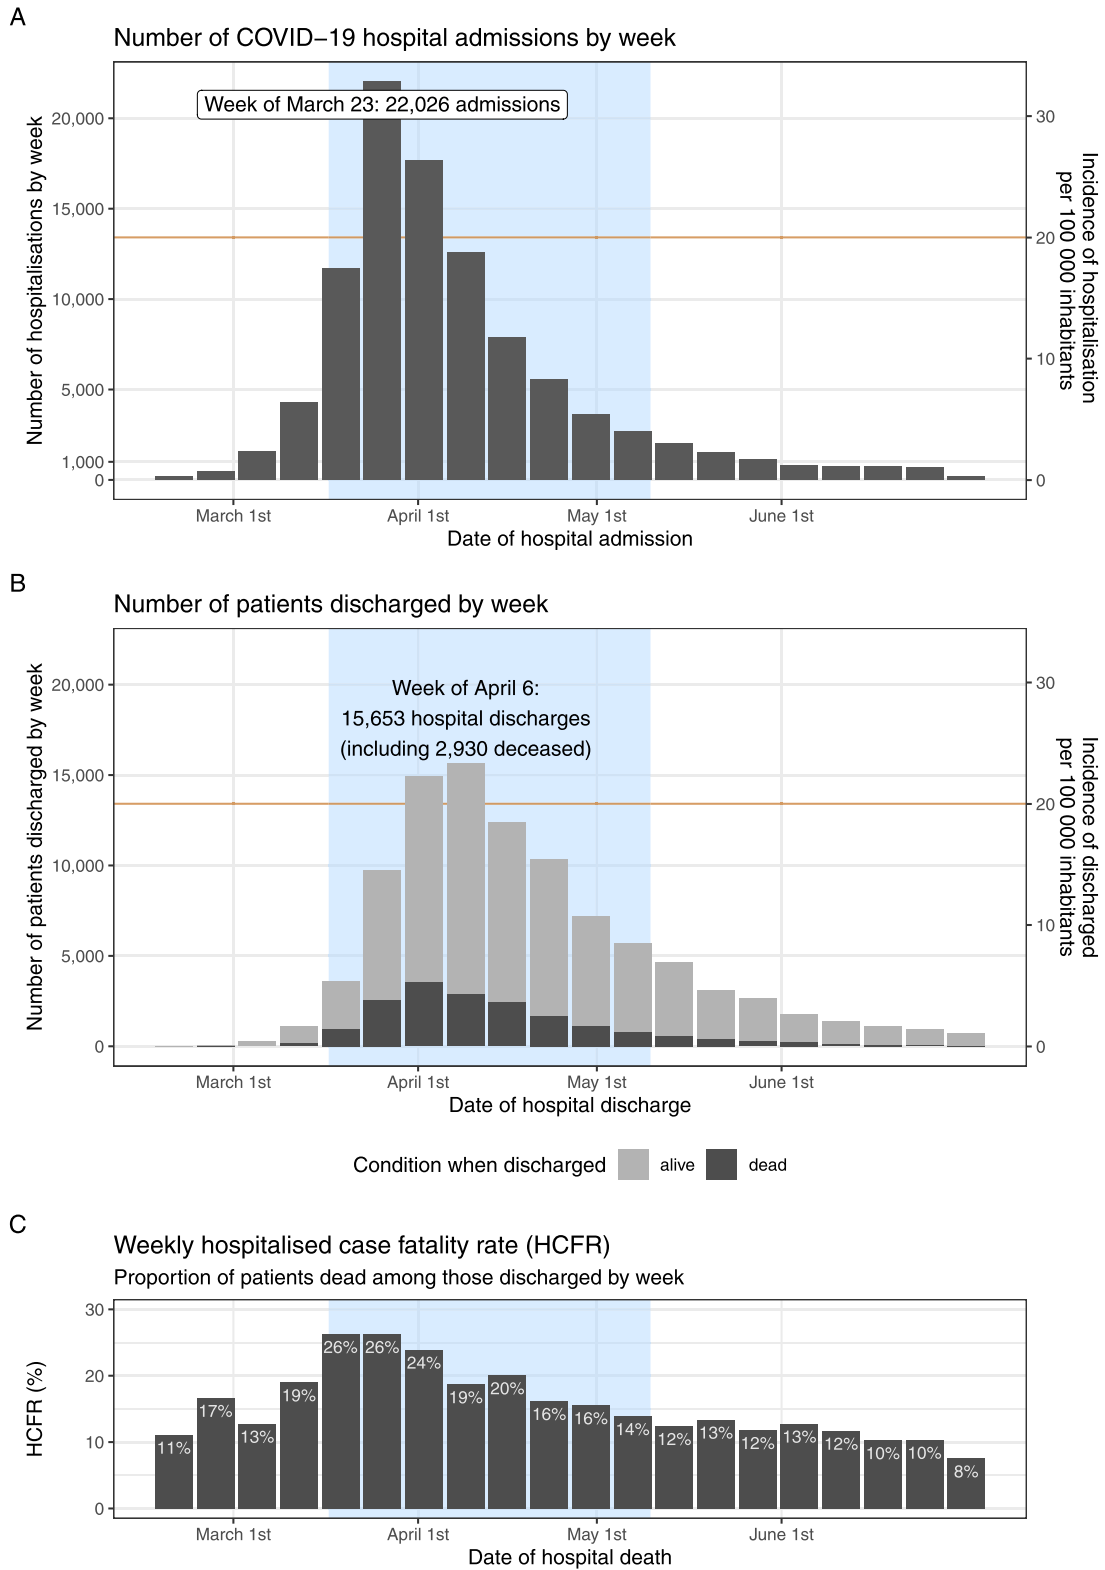 A
Number of COVID−19 hospital admissions by week
Number of hospitalisations by week
20,000
15,000
10,000
5,000
1,000
0
Week of March 23: 22,026 admissions
30
20
10
0
Incidence of hospitalisation
per 100 000 inhabitants
March 1st
April 1st
May 1st
June 1st
Date of hospital admission
B
Number of patients discharged by week
Number of patients discharged by week
20,000
15,000
10,000
5,000
0
Week of April 6:
15,653 hospital discharges
(including 2,930 deceased)
30
20
10
0
Incidence of discharged
per 100 000 inhabitants
March 1st
April 1st
May 1st
June 1st
Date of hospital discharge
Condition when discharged
alive
dead
C
Weekly hospitalised case fatality rate (HCFR)
Proportion of patients dead among those discharged by week
HCFR (%)
30
20
10
0
11%
17%
13%
19%
26%
26%
24%
19%
20%
16%
16%
14%
12%
13%
12%
13%
12%
10%
10%
8%
March 1st
April 1st
May 1st
June 1st
Date of hospital death